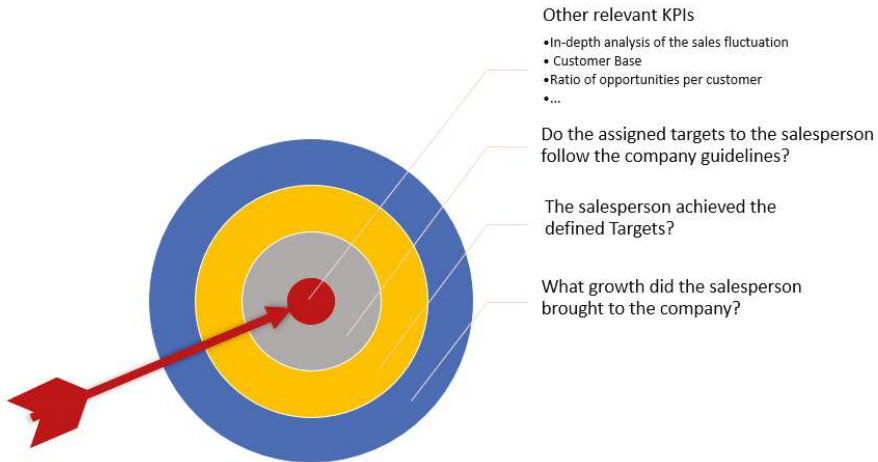 Other relevant KPIs
•In-depth analysis of the sales fluctuation
• Customer Base
•Ratio of opportunities per customer
•...
Do the assigned targets to the salesperson
follow the company guidelines?
The salesperson achieved the
defined Targets?
What growth did the salesperson
brought to the company?